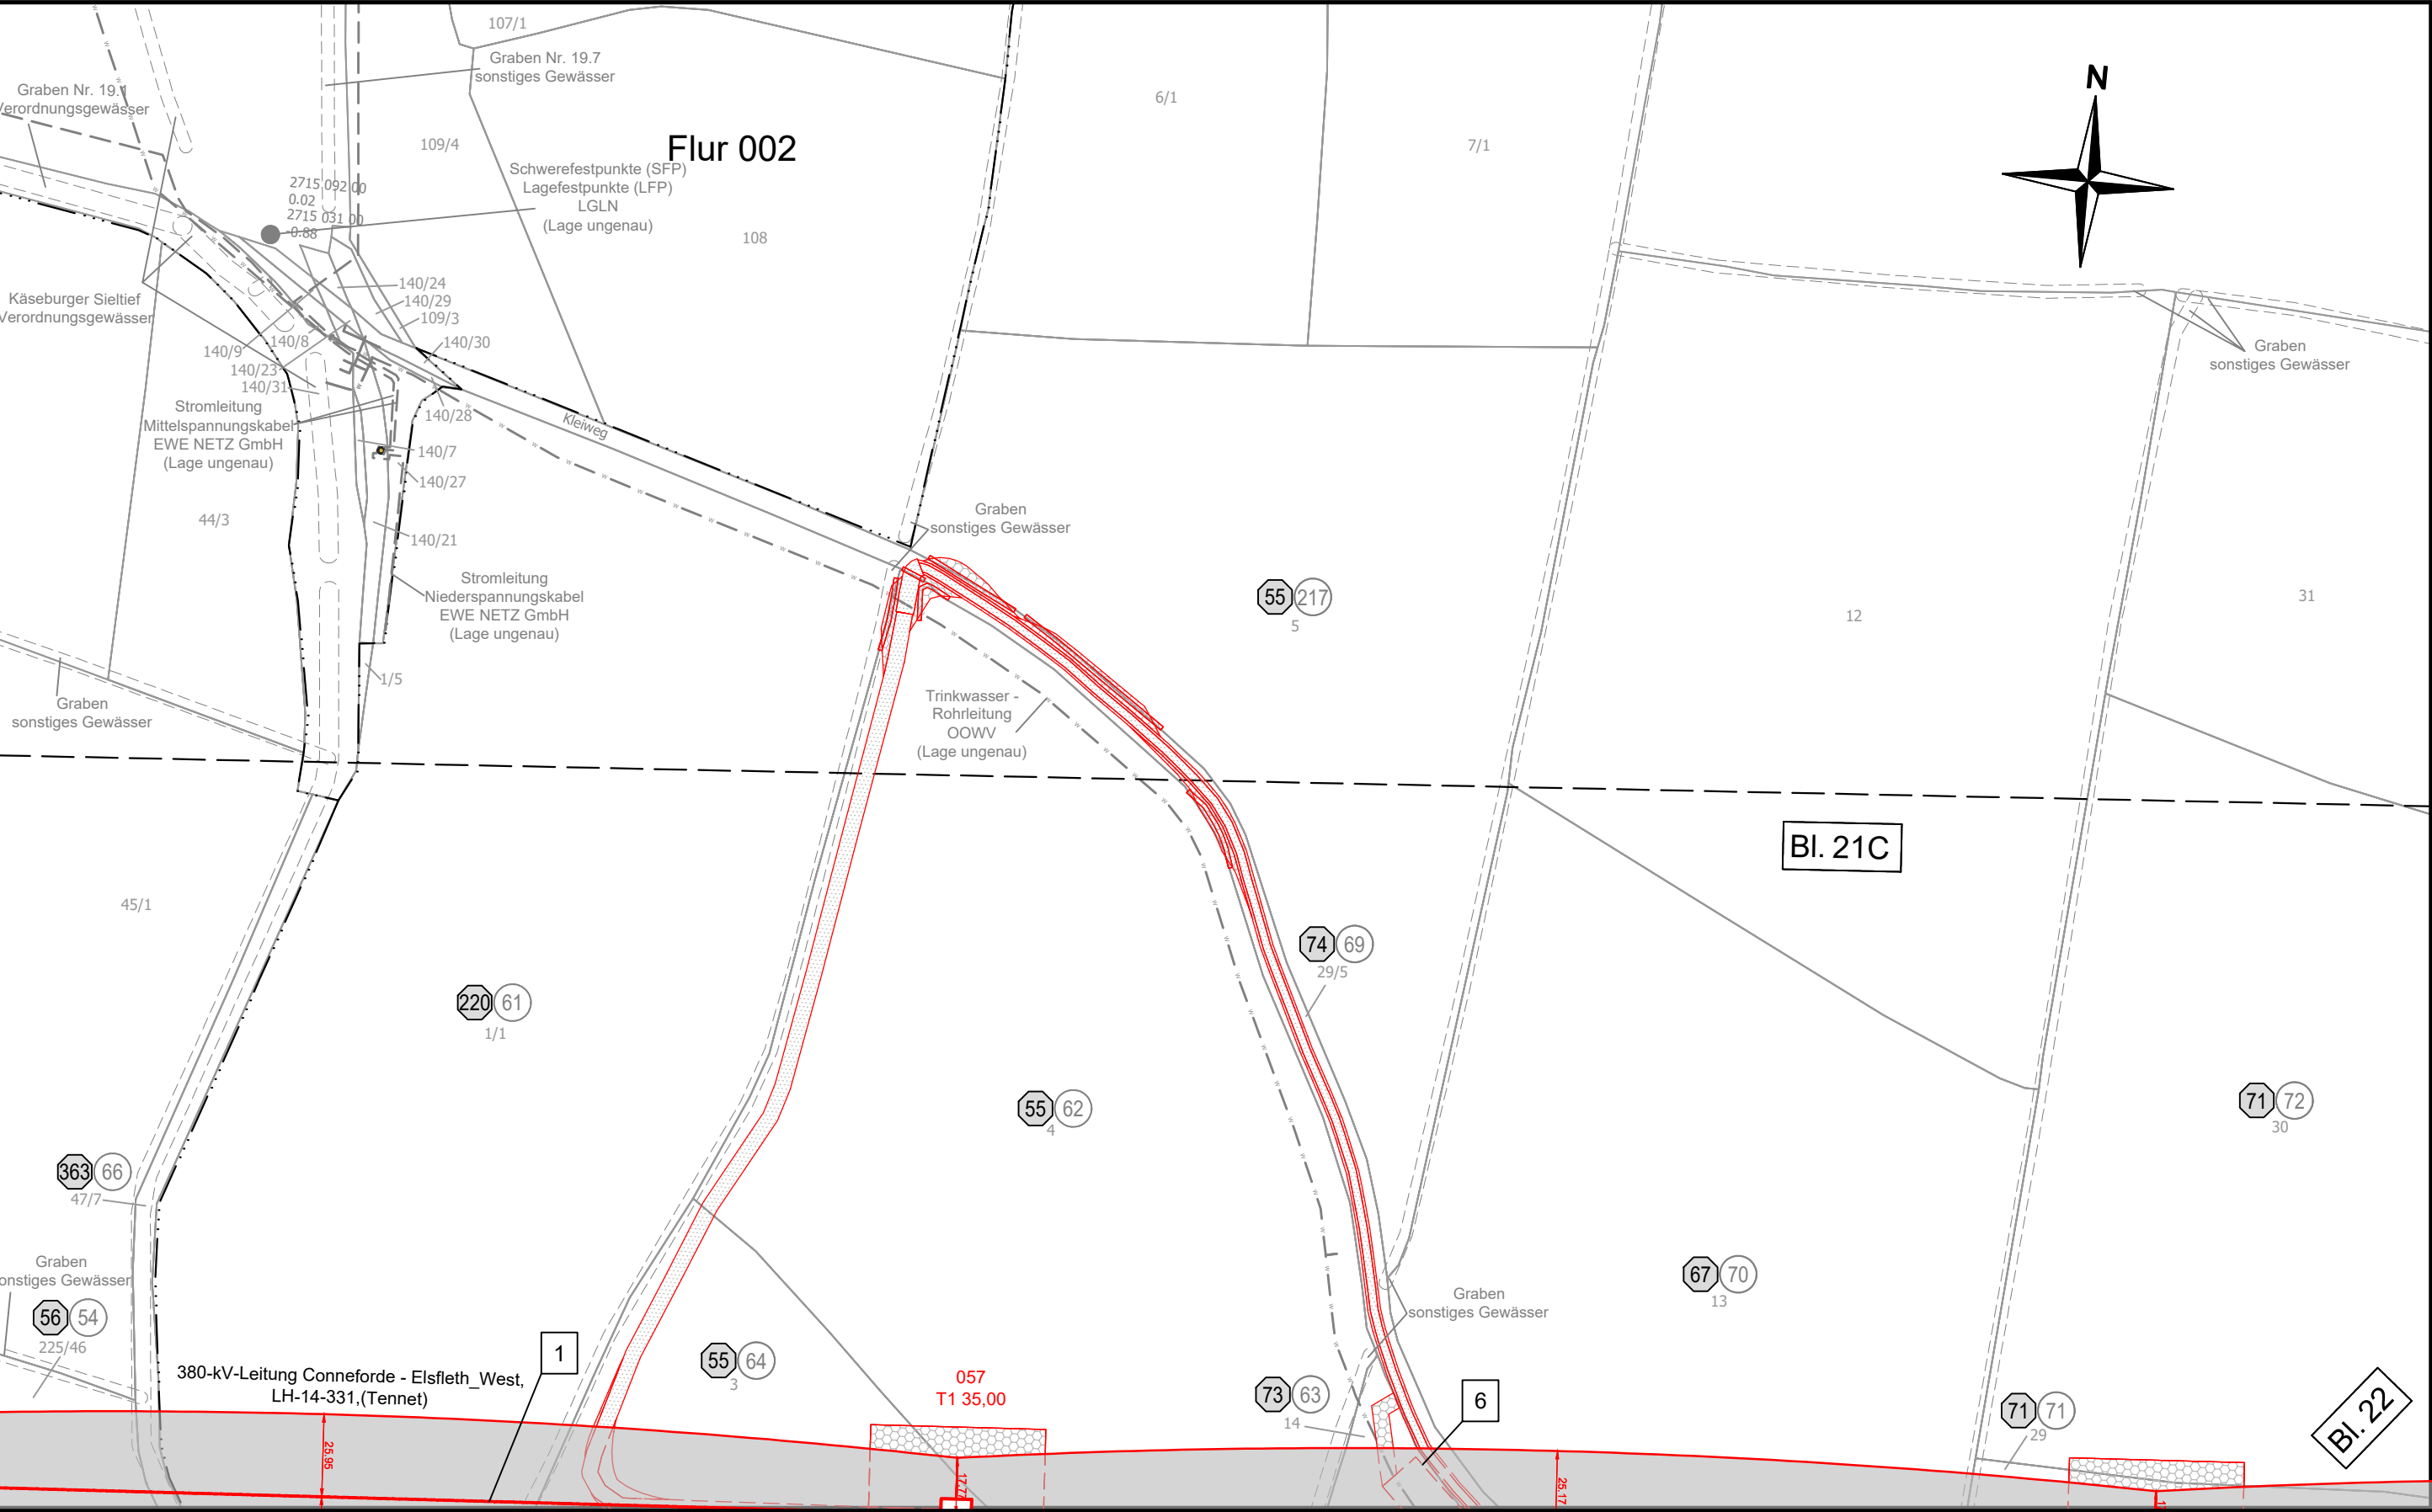 107/1
Graben Nr. 19.7
sonstiges Gewässer
N
Graben Nr. 19.1
Verordnungsgewässer
6/1
109/4
Flur 002
7/1
Schwerefestpunkte (SFP)
Lagefestpunkte (LFP)
LGLN
(Lage ungenau)
2715 092 00
0.02
2715 031 00
-0.88
108
140/24
140/29
109/3
Käseburger Sieltief
Verordnungsgewässer
140/30
140/8
140/9
140/23
140/31
Graben
sonstiges Gewässer
Stromleitung
Mittelspannungskabel
EWE NETZ GmbH
(Lage ungenau)
140/28
Kleiweg
140/7
140/27
44/3
140/21
Graben
sonstiges Gewässer
Stromleitung
Niederspannungskabel
EWE NETZ GmbH
(Lage ungenau)
55 217
5
12
31
1/5
Graben
sonstiges Gewässer
Trinkwasser -
Rohrleitung
OOWV
(Lage ungenau)
Bl. 21C
45/1
74 69
29/5
220 61
1/1
55 62
4
71 72
30
363 66
47/7
Graben
onstiges Gewässer
56 54
225/46
67 70
13
Graben
sonstiges Gewässer
1
380-kV-Leitung Conneforde - Elsfleth_West,
LH-14-331,(Tennet)
55 64
3
057
T1 35,00
73 63
14
6
71 71
29
Bl. 22
25.95
17.77
25.17